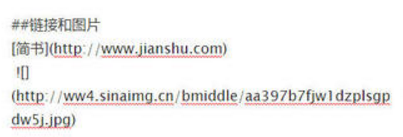 ##链接和图片
[简书](http://www.jianshu.com)
![]
(http://ww4.sinaimg.cn/bmiddle/aa397b7fjw1dzplsgp
dw5j.jpg)